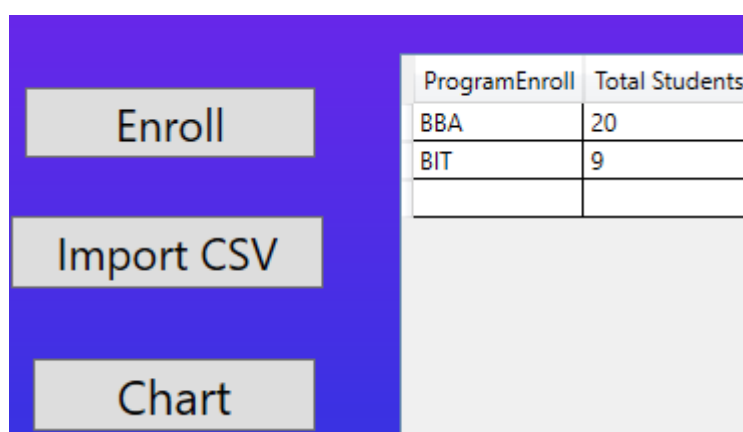 ProgramEnroll Total Students
Enroll
BBA 20
BIT 9
Import CSV
Chart